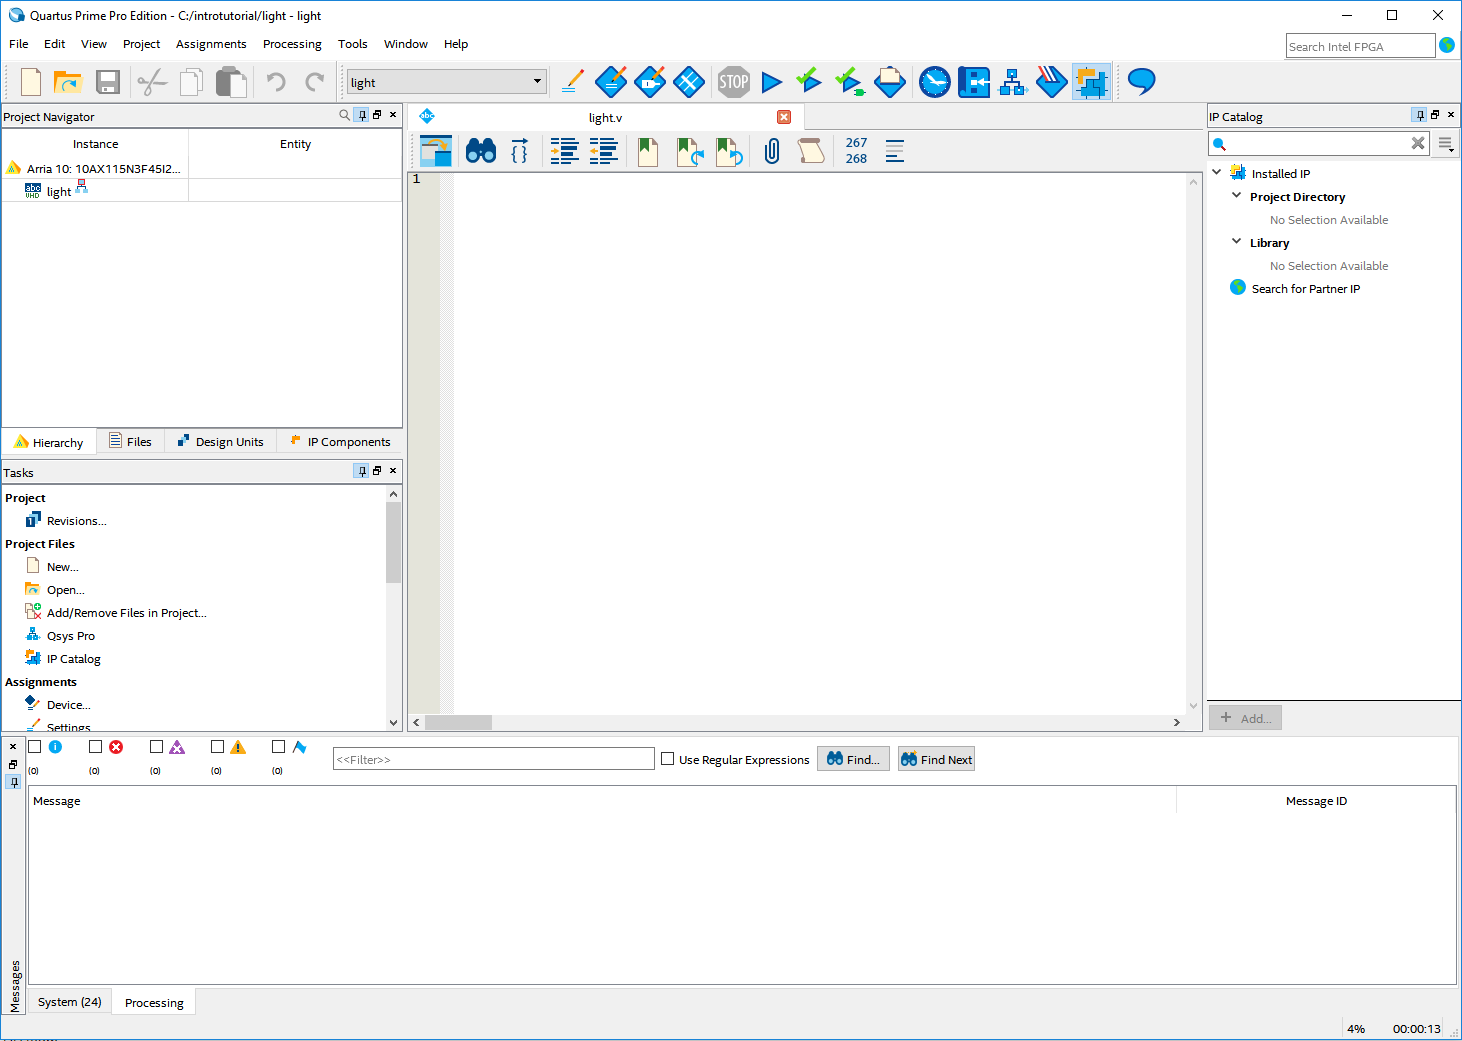 Quartus Prime Pro Edition - C:/introtutorial/light - light
File Edit View Project Assignments Processing Tools Window Help
Search Intel FPGA
light
STOP
Project Navigator
Instance Entity
Arria 10: 10AX115N3F45I2...
abc VHD light
Hierarchy Files Design Units IP Components
Tasks
Project
Revisions...
Project Files
New...
Open...
Add/Remove Files in Project...
Qsys Pro
IP Catalog
Assignments
Device...
Settings
abc light.v
267
268
1
IP Catalog
Installed IP
Project Directory
No Selection Available
Library
No Selection Available
Search for Partner IP
+ Add...
(0) (0) (0) (0) (0)
<<Filter>> Use Regular Expressions Find... Find Next
Message Message ID
Messages
System (24) Processing
4% 00:00:13